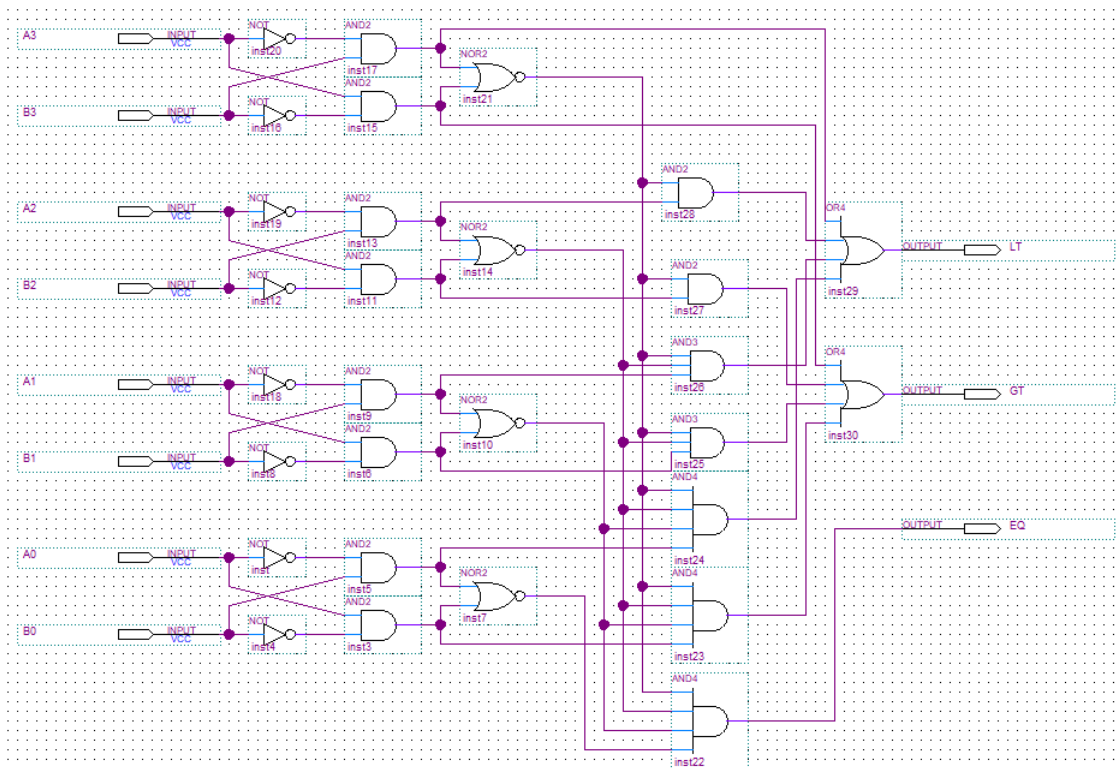 A3 INPUT VCC NOT inst20 AND2 inst17
NOR2 inst21
B3 INPUT VCC NOT inst16 AND2 inst15
AND2 inst28
A2 INPUT VCC NOT inst19 AND2 inst13
NOR2 inst14
OR4 inst29 OUTPUT LT
B2 INPUT VCC NOT inst12 AND2 inst11
AND2 inst27
AND3 inst26
A1 INPUT VCC NOT inst18 AND2 inst9
NOR2 inst10
OR4 inst30 OUTPUT GT
B1 INPUT VCC NOT inst8 AND2 inst6
AND3 inst25
AND4 inst24
OUTPUT EQ
A0 INPUT VCC NOT inst AND2 inst5
NOR2 inst7
AND4 inst23
B0 INPUT VCC NOT inst4 AND2 inst3
AND4 inst22